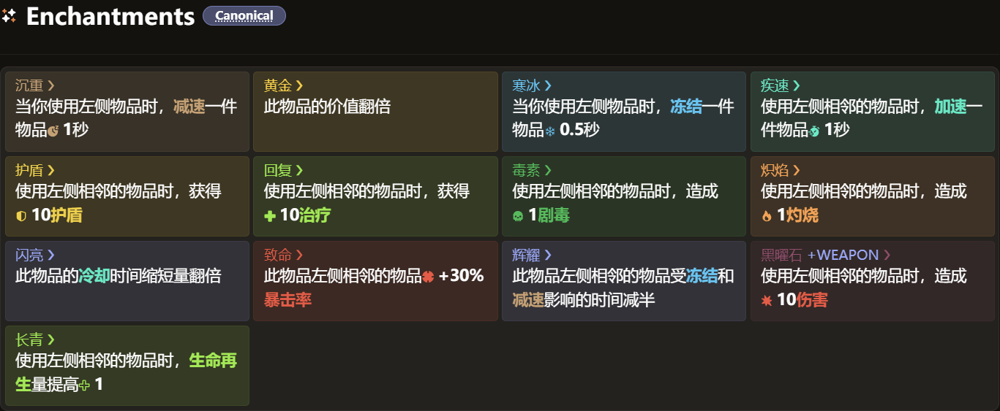 Enchantments Canonical
沉重
当你使用左侧物品时，减速一件
物品 1秒
黄金
此物品的价值翻倍
寒冰
当你使用左侧物品时，冻结一件
物品 0.5秒
疾速
使用左侧相邻的物品时，加速一
件物品 1秒
护盾
使用左侧相邻的物品时，获得
10护盾
回复
使用左侧相邻的物品时，获得
10治疗
毒素
使用左侧相邻的物品时，造成
1剧毒
炽焰
使用左侧相邻的物品时，造成
1灼烧
闪亮
此物品的冷却时间缩短量翻倍
致命
此物品左侧相邻的物品 +30%
暴击率
辉耀
此物品左侧相邻的物品受冻结和
减速影响的时间减半
黑曜石 +WEAPON
使用左侧相邻的物品时，造成
10伤害
长青
使用左侧相邻的物品时，生命再
生量提高 1